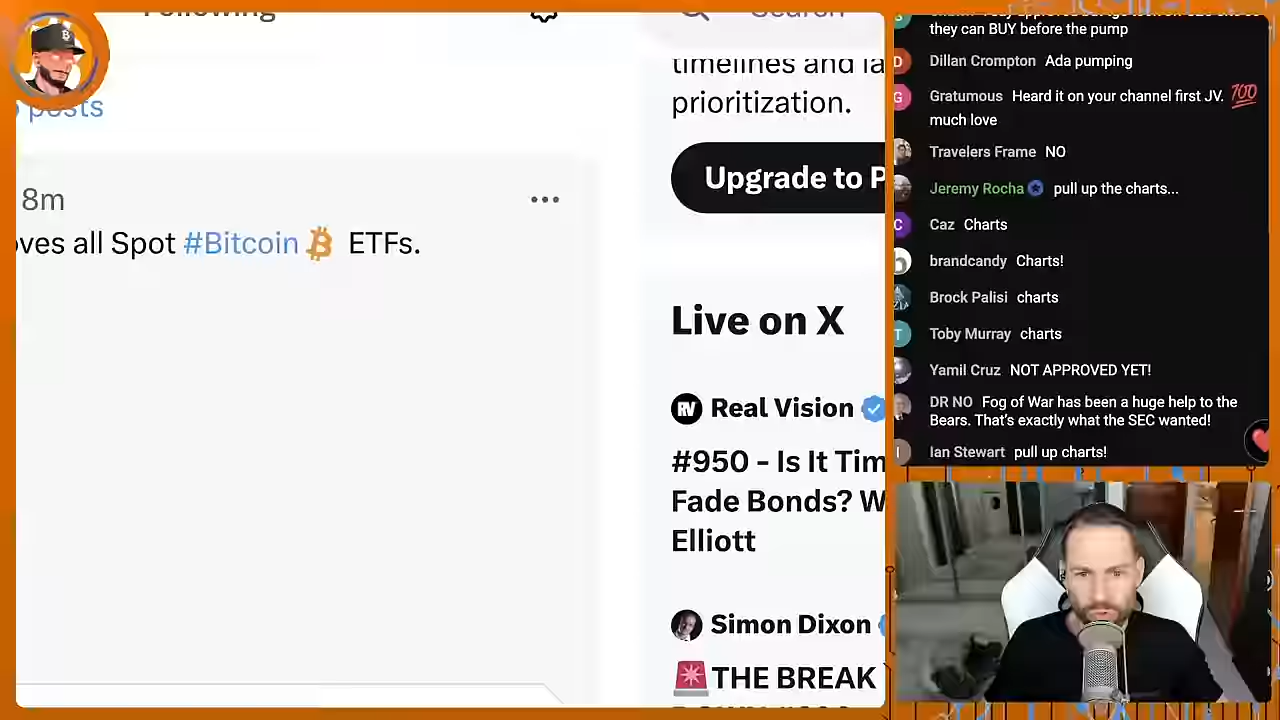 Following
Search
posts
timelines and la
prioritization.
Upgrade to P
8m
oves all Spot #Bitcoin ETFs.
Live on X
RV Real Vision
#950 - Is It Tim
Fade Bonds? W
Elliott
Simon Dixon
THE BREAK
they can BUY before the pump
D Dillan Crompton Ada pumping
G Gratumous Heard it on your channel first JV. 💯
much love
Travelers Frame NO
Jeremy Rocha pull up the charts...
C Caz Charts
brandcandy Charts!
Brock Palisi charts
T Toby Murray charts
Yamil Cruz NOT APPROVED YET!
DR NO Fog of War has been a huge help to the
Bears. That's exactly what the SEC wanted!
I Ian Stewart pull up charts!